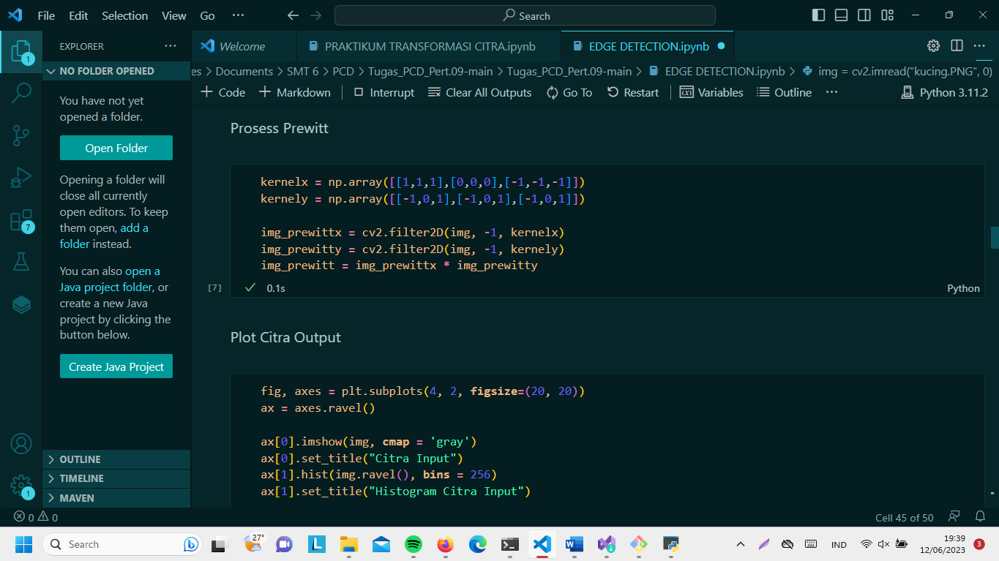 File Edit Selection View Go ···
Search
EXPLORER ···
Welcome
PRAKTIKUM TRANSFORMASI CITRA.ipynb
EDGE DETECTION.ipynb
NO FOLDER OPENED
es > Documents > SMT 6 > PCD > Tugas_PCD_Pert.09-main > Tugas_PCD_Pert.09-main > EDGE DETECTION.ipynb > img = cv2.imread("kucing.PNG", 0)
+ Code + Markdown Interrupt Clear All Outputs Go To Restart Variables Outline ··· Python 3.11.2
You have not yet
opened a folder.
Open Folder
Opening a folder will
close all currently
open editors. To keep
them open, add a
folder instead.
You can also open a
Java project folder, or
create a new Java
project by clicking the
button below.
Create Java Project
OUTLINE
TIMELINE
MAVEN
1
7
1
Prosess Prewitt
kernelx = np.array([[1,1,1],[0,0,0],[-1,-1,-1]])
kernely = np.array([[-1,0,1],[-1,0,1],[-1,0,1]])
img_prewittx = cv2.filter2D(img, -1, kernelx)
img_prewitty = cv2.filter2D(img, -1, kernely)
img_prewitt = img_prewittx * img_prewitty
[7] 0.1s Python
Plot Citra Output
fig, axes = plt.subplots(4, 2, figsize=(20, 20))
ax = axes.ravel()
ax[0].imshow(img, cmap = 'gray')
ax[0].set_title("Citra Input")
ax[1].hist(img.ravel(), bins = 256)
ax[1].set_title("Histogram Citra Input")
0 0
Cell 45 of 50
Search
27°
L
IND
19:39
12/06/2023
3